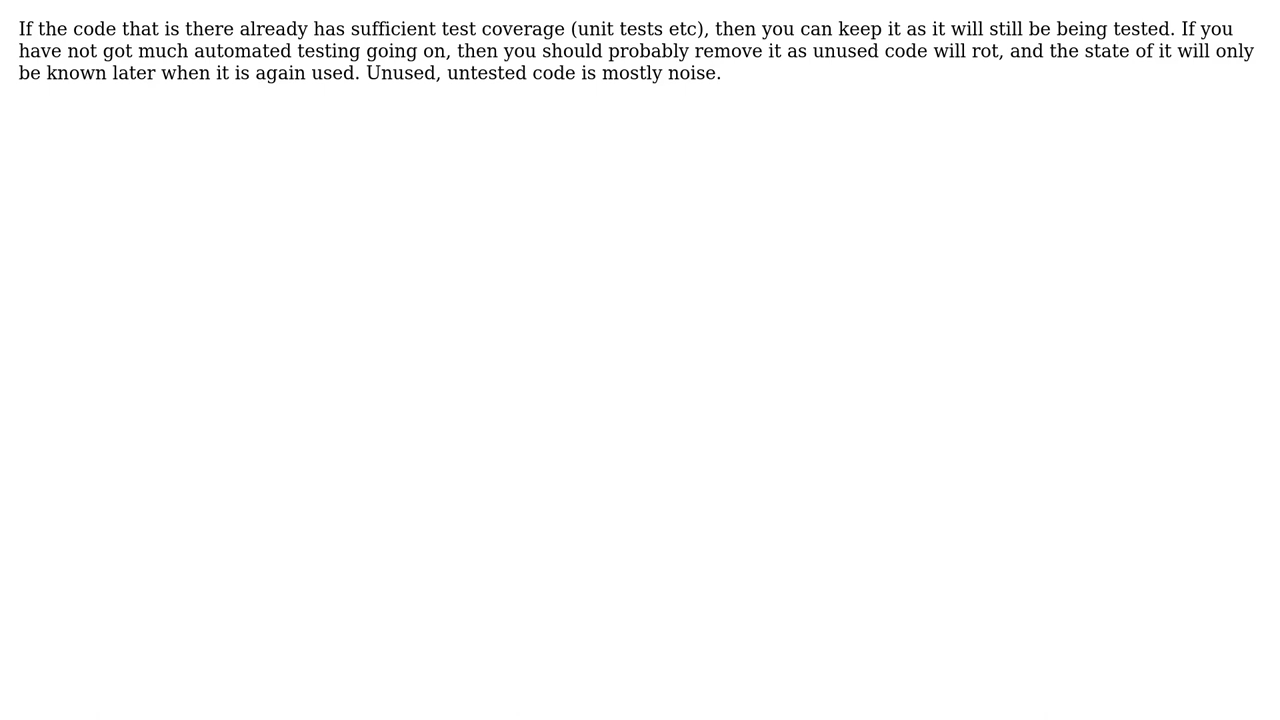 If the code that is there already has sufficient test coverage (unit tests etc), then you can keep it as it will still be being tested. If you
have not got much automated testing going on, then you should probably remove it as unused code will rot, and the state of it will only
be known later when it is again used. Unused, untested code is mostly noise.